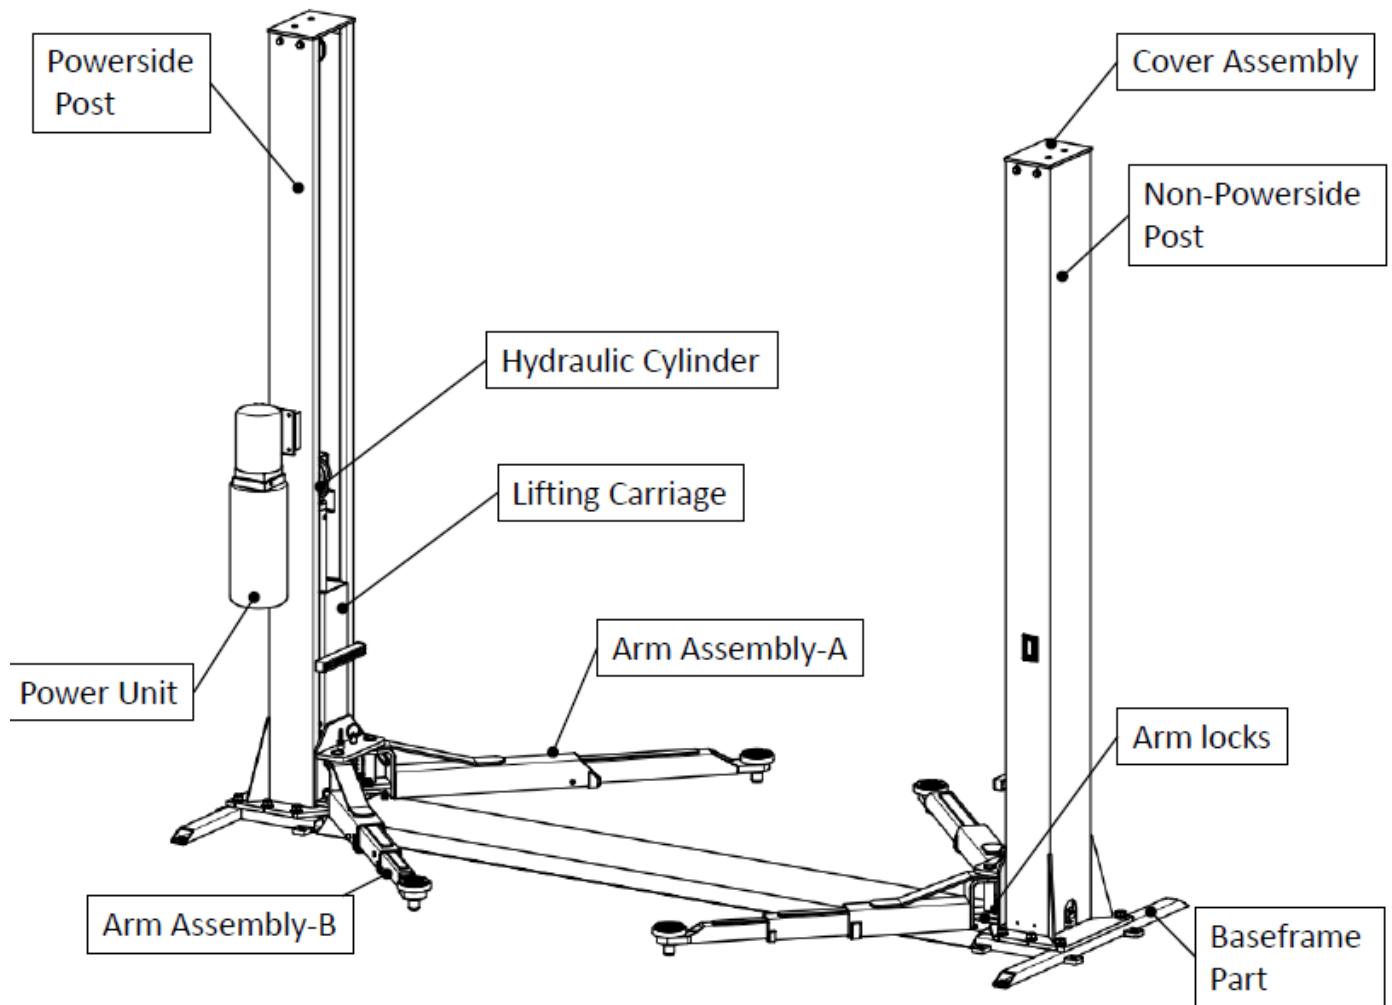 Powerside
Post
Cover Assembly
Non-Powerside
Post
Hydraulic Cylinder
Lifting Carriage
Arm Assembly-A
Power Unit
Arm locks
Arm Assembly-B
Baseframe
Part